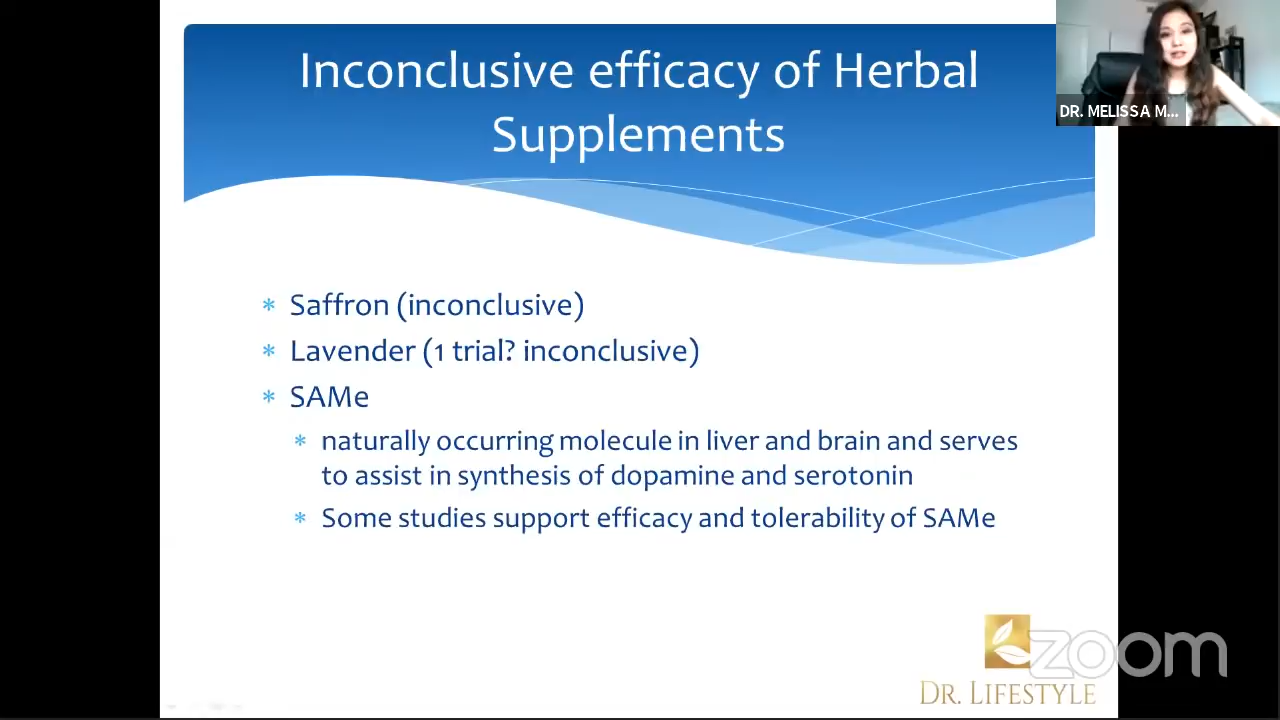 Inconclusive efficacy of Herbal
Supplements
DR. MELISSA M...
* Saffron (inconclusive)
* Lavender (1 trial? inconclusive)
* SAMe
* naturally occurring molecule in liver and brain and serves
to assist in synthesis of dopamine and serotonin
* Some studies support efficacy and tolerability of SAMe
zoom
DR. LIFESTYLE